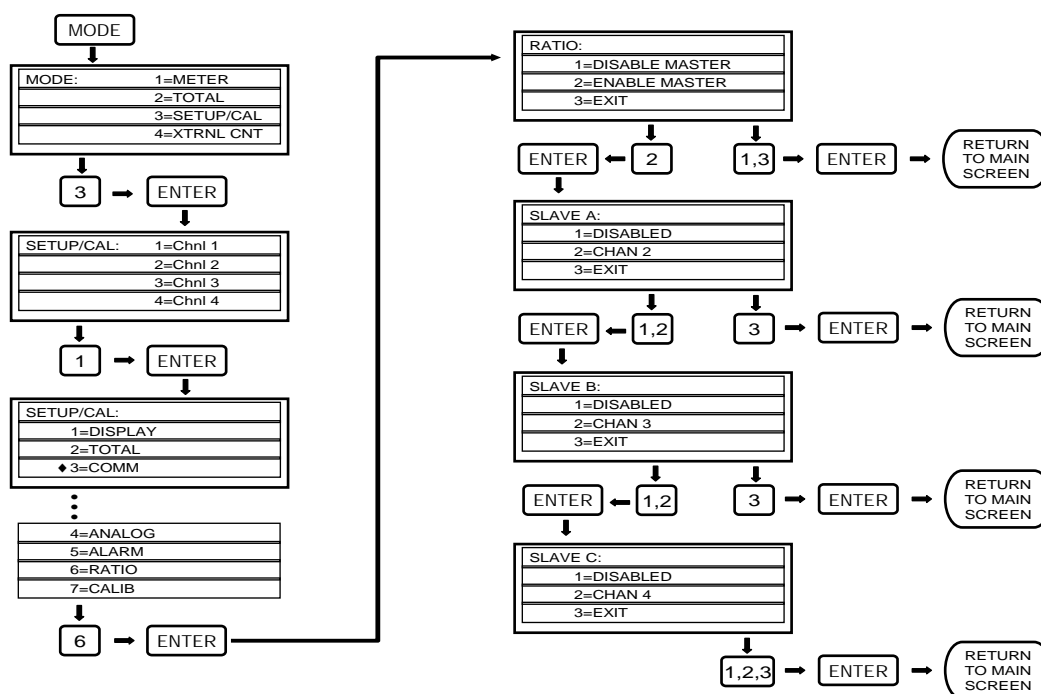 MODE
MODE: 1=METER
2=TOTAL
3=SETUP/CAL
4=XTRNL CNT
3
ENTER
SETUP/CAL: 1=Chnl 1
2=Chnl 2
3=Chnl 3
4=Chnl 4
1
ENTER
SETUP/CAL:
1=DISPLAY
2=TOTAL
◆3=COMM
4=ANALOG
5=ALARM
6=RATIO
7=CALIB
6
ENTER
RATIO:
1=DISABLE MASTER
2=ENABLE MASTER
3=EXIT
ENTER
2
1,3
ENTER
RETURN
TO MAIN
SCREEN
SLAVE A:
1=DISABLED
2=CHAN 2
3=EXIT
ENTER
1,2
3
ENTER
RETURN
TO MAIN
SCREEN
SLAVE B:
1=DISABLED
2=CHAN 3
3=EXIT
ENTER
1,2
3
ENTER
RETURN
TO MAIN
SCREEN
SLAVE C:
1=DISABLED
2=CHAN 4
3=EXIT
1,2,3
ENTER
RETURN
TO MAIN
SCREEN